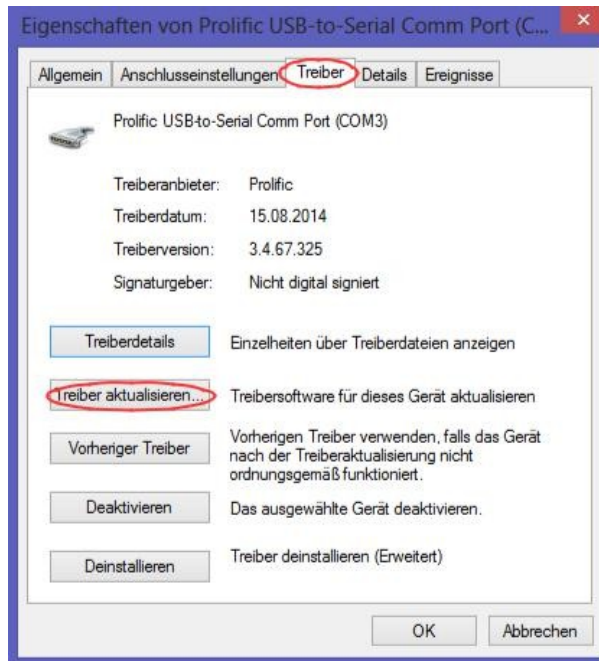 Eigenschaften von Prolific USB-to-Serial Comm Port (C...
Allgemein Anschlusseinstellungen Treiber Details Ereignisse
Prolific USB-to-Serial Comm Port (COM3)
Treiberanbieter: Prolific
Treiberdatum: 15.08.2014
Treiberversion: 3.4.67.325
Signaturgeber: Nicht digital signiert
Treiberdetails Einzelheiten über Treiberdateien anzeigen
Treiber aktualisieren... Treibersoftware für dieses Gerät aktualisieren
Vorheriger Treiber Vorherigen Treiber verwenden, falls das Gerät
nach der Treiberaktualisierung nicht
ordnungsgemäß funktioniert.
Deaktivieren Das ausgewählte Gerät deaktivieren.
Deinstallieren Treiber deinstallieren (Erweitert)
OK Abbrechen